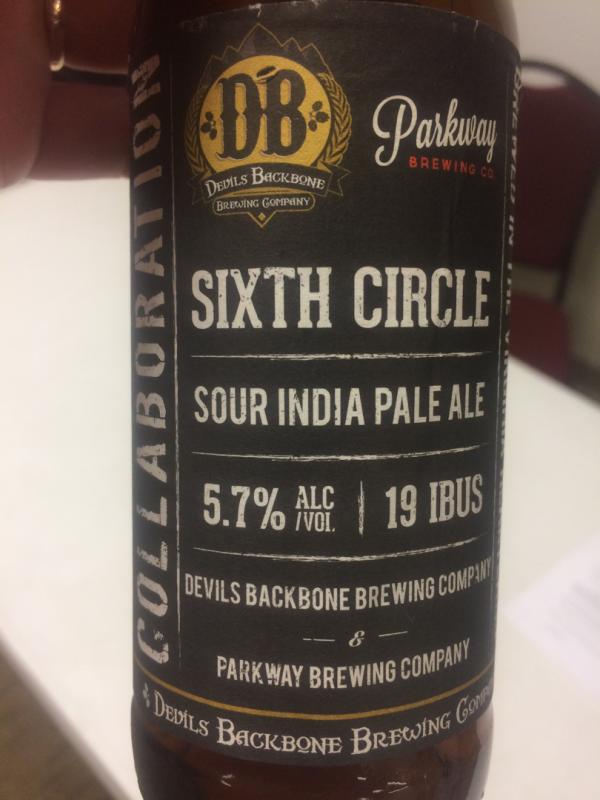 COLLABORATION
DB
DEVILS BACKBONE
BREWING COMPANY
Parkway
BREWING CO.
SIXTH CIRCLE
SOUR INDIA PALE ALE
5.7% ALC /VOL | 19 IBUS
DEVILS BACKBONE BREWING COMPANY
— & —
PARKWAY BREWING COMPANY
DEVILS BACKBONE BREWING